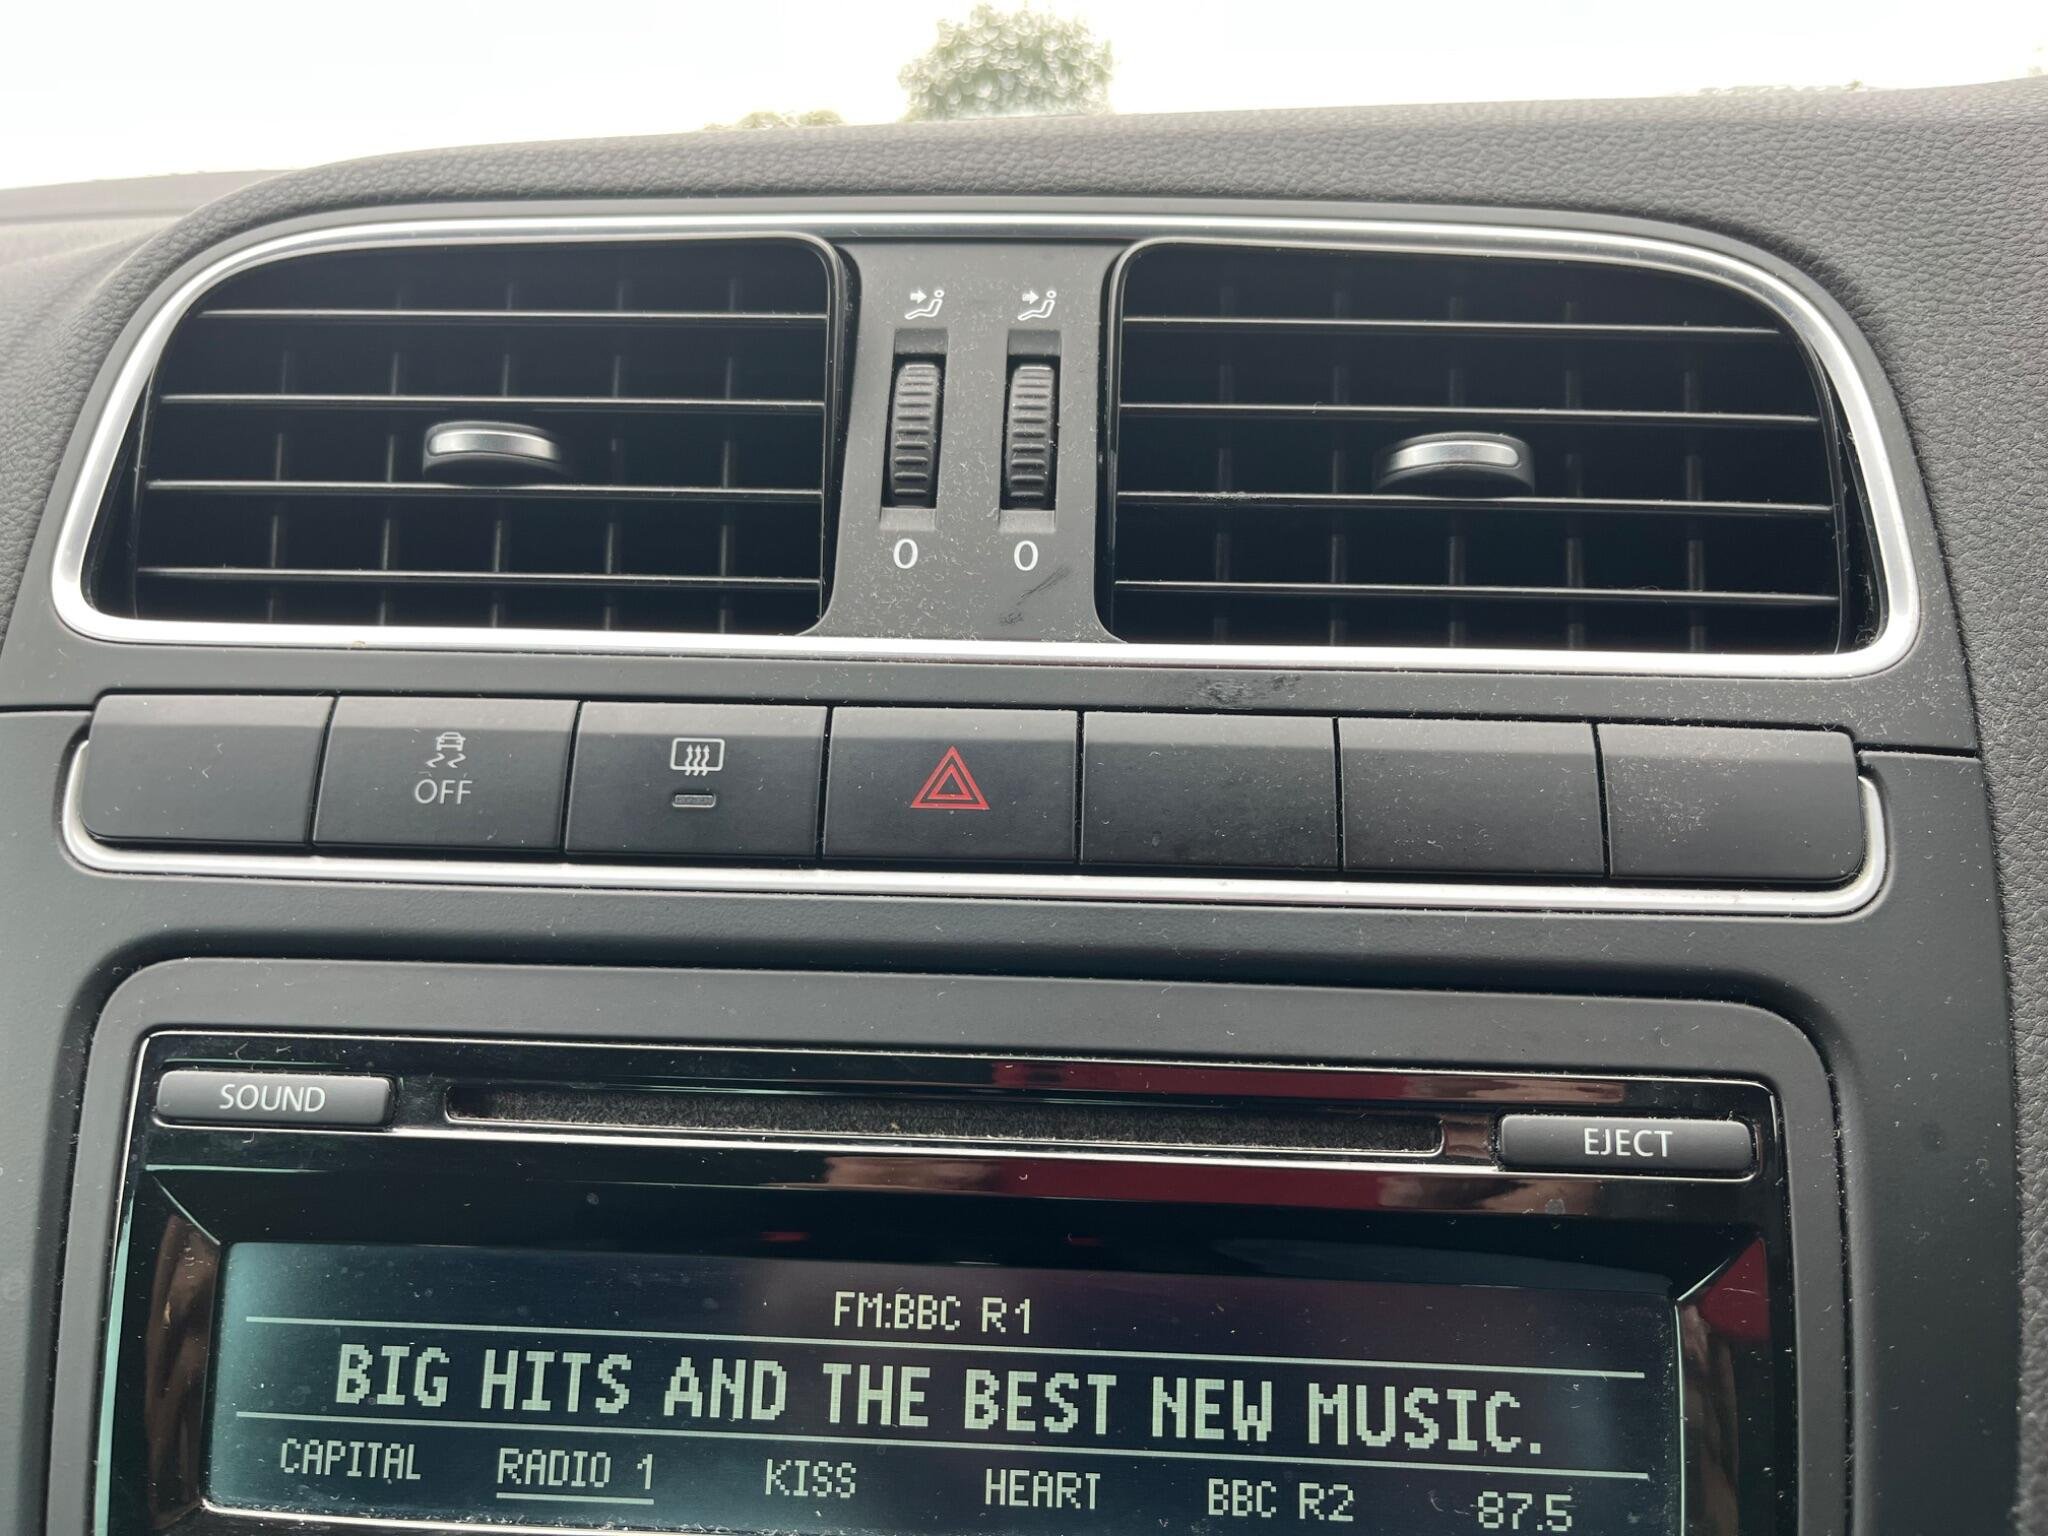 0 0
OFF
SOUND
EJECT
FM:BBC R1
BIG HITS AND THE BEST NEW MUSIC.
CAPITAL RADIO 1 KISS HEART BBC R2 87.5